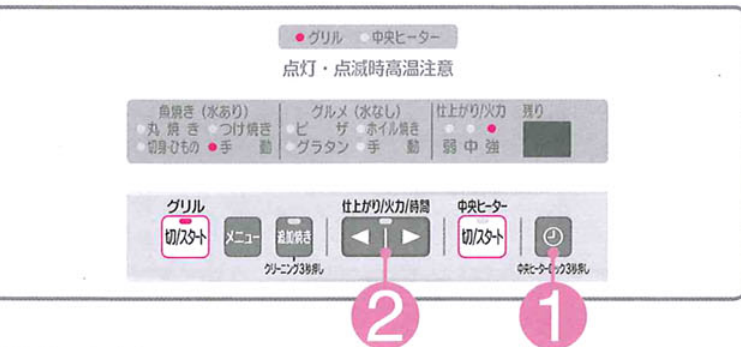 グリル 中央ヒーター
点灯・点滅時高温注意
魚焼き(水あり) グルメ(水なし) 仕上がり/火力 残り
丸焼き つけ焼き ピザ ホイル焼き
切身・ひもの 手動 グラタン 手動 弱 中 強
グリル 仕上がり/火力/時間 中央ヒーター
切/スタート メニュー 追加焼き 切/スタート
クリーニング3秒押し 中央ヒーターロック3秒押し
2 1